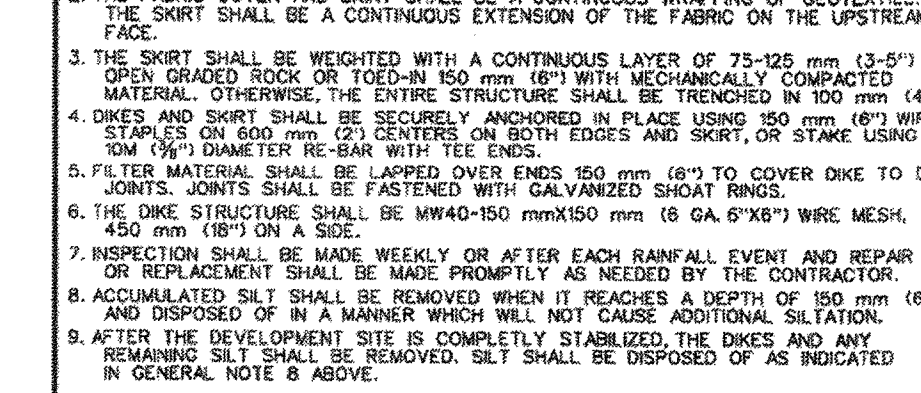 THE SKIRT SHALL BE A CONTINUOUS EXTENSION OF THE FABRIC ON THE UPSTREAM
FACE.
3. THE SKIRT SHALL BE WEIGHTED WITH A CONTINUOUS LAYER OF 75-125 mm (3-5")
OPEN GRADED ROCK OR TOED-IN 150 mm (6") WITH MECHANICALLY COMPACTED
MATERIAL. OTHERWISE, THE ENTIRE STRUCTURE SHALL BE TRENCHED IN 100 mm (4
4. DIKES AND SKIRT SHALL BE SECURELY ANCHORED IN PLACE USING 150 mm (6") WIR
STAPLES ON 600 mm (2') CENTERS ON BOTH EDGES AND SKIRT, OR STAKE USING
10M (3/8") DIAMETER RE-BAR WITH TEE ENDS.
5. FILTER MATERIAL SHALL BE LAPPED OVER ENDS 150 mm (6") TO COVER DIKE TO D
JOINTS. JOINTS SHALL BE FASTENED WITH GALVANIZED SHOAT RINGS.
6. THE DIKE STRUCTURE SHALL BE MW40-150 mmX150 mm (6 GA. 6"X6") WIRE MESH,
450 mm (18") ON A SIDE.
7. INSPECTION SHALL BE MADE WEEKLY OR AFTER EACH RAINFALL EVENT AND REPAIR
OR REPLACEMENT SHALL BE MADE PROMPTLY AS NEEDED BY THE CONTRACTOR.
8. ACCUMULATED SILT SHALL BE REMOVED WHEN IT REACHES A DEPTH OF 150 mm (6
AND DISPOSED OF IN A MANNER WHICH WILL NOT CAUSE ADDITIONAL SILTATION.
9. AFTER THE DEVELOPMENT SITE IS COMPLETLY STABILIZED, THE DIKES AND ANY
REMAINING SILT SHALL BE REMOVED. SILT SHALL BE DISPOSED OF AS INDICATED
IN GENERAL NOTE 8 ABOVE.